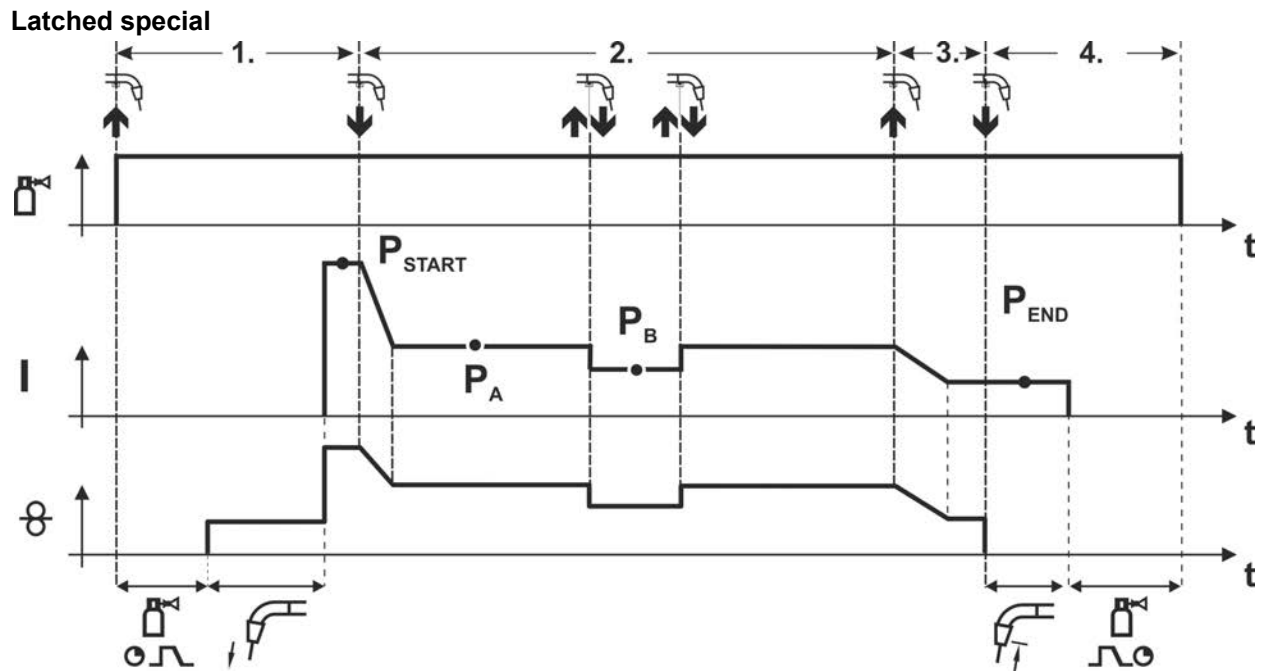 Latched special
1. 2. 3. 4.
t
P START
P END
P B
I
P A
t
t